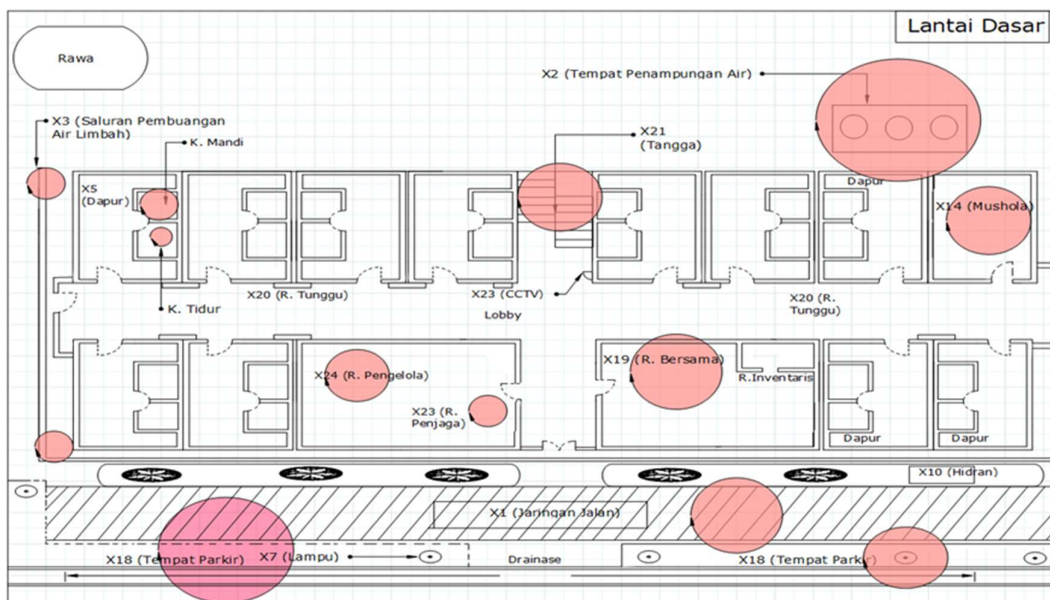 Lantai Dasar
Rawa
X2 (Tempat Penampungan Air)
X3 (Saluran Pembuangan
Air Limbah)
K. Mandi
X21
(Tangga)
X5
(Dapur)
Dapur
X14 (Mushola)
X20 (R. Tunggu)
X23 (CCTV)
X20 (R.
Tunggu)
K. Tidur
Lobby
X19 (R. Bersama)
X24 (R. Pengelola)
R.Inventaris
X23 (R.
Penjaga)
Dapur
Dapur
X10 (Hidran)
X1 (Jaringan Jalan)
X18 (Tempat Parkir)
X7 (Lampu)
Drainase
X18 (Tempat Parkir)